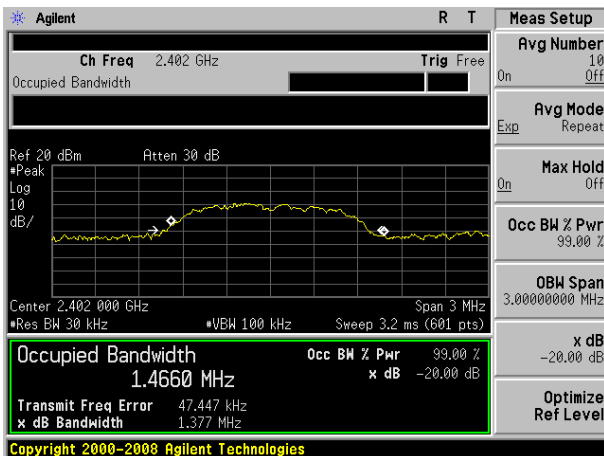 Agilent R T
Ch Freq 2.402 GHz Trig Free
Occupied Bandwidth
Ref 20 dBm Atten 30 dB
#Peak
Log
10
dB/
Center 2.402 000 GHz Span 3 MHz
#Res BW 30 kHz #VBW 100 kHz Sweep 3.2 ms (601 pts)
Occupied Bandwidth Occ BW % Pwr 99.00 %
1.4660 MHz x dB -20.00 dB
Transmit Freq Error 47.447 kHz
x dB Bandwidth 1.377 MHz
Copyright 2000-2008 Agilent Technologies
Meas Setup
Avg Number
10
On Off
Avg Mode
Exp Repeat
Max Hold
On Off
Occ BW % Pwr
99.00 %
OBW Span
3.00000000 MHz
x dB
-20.00 dB
Optimize
Ref Level